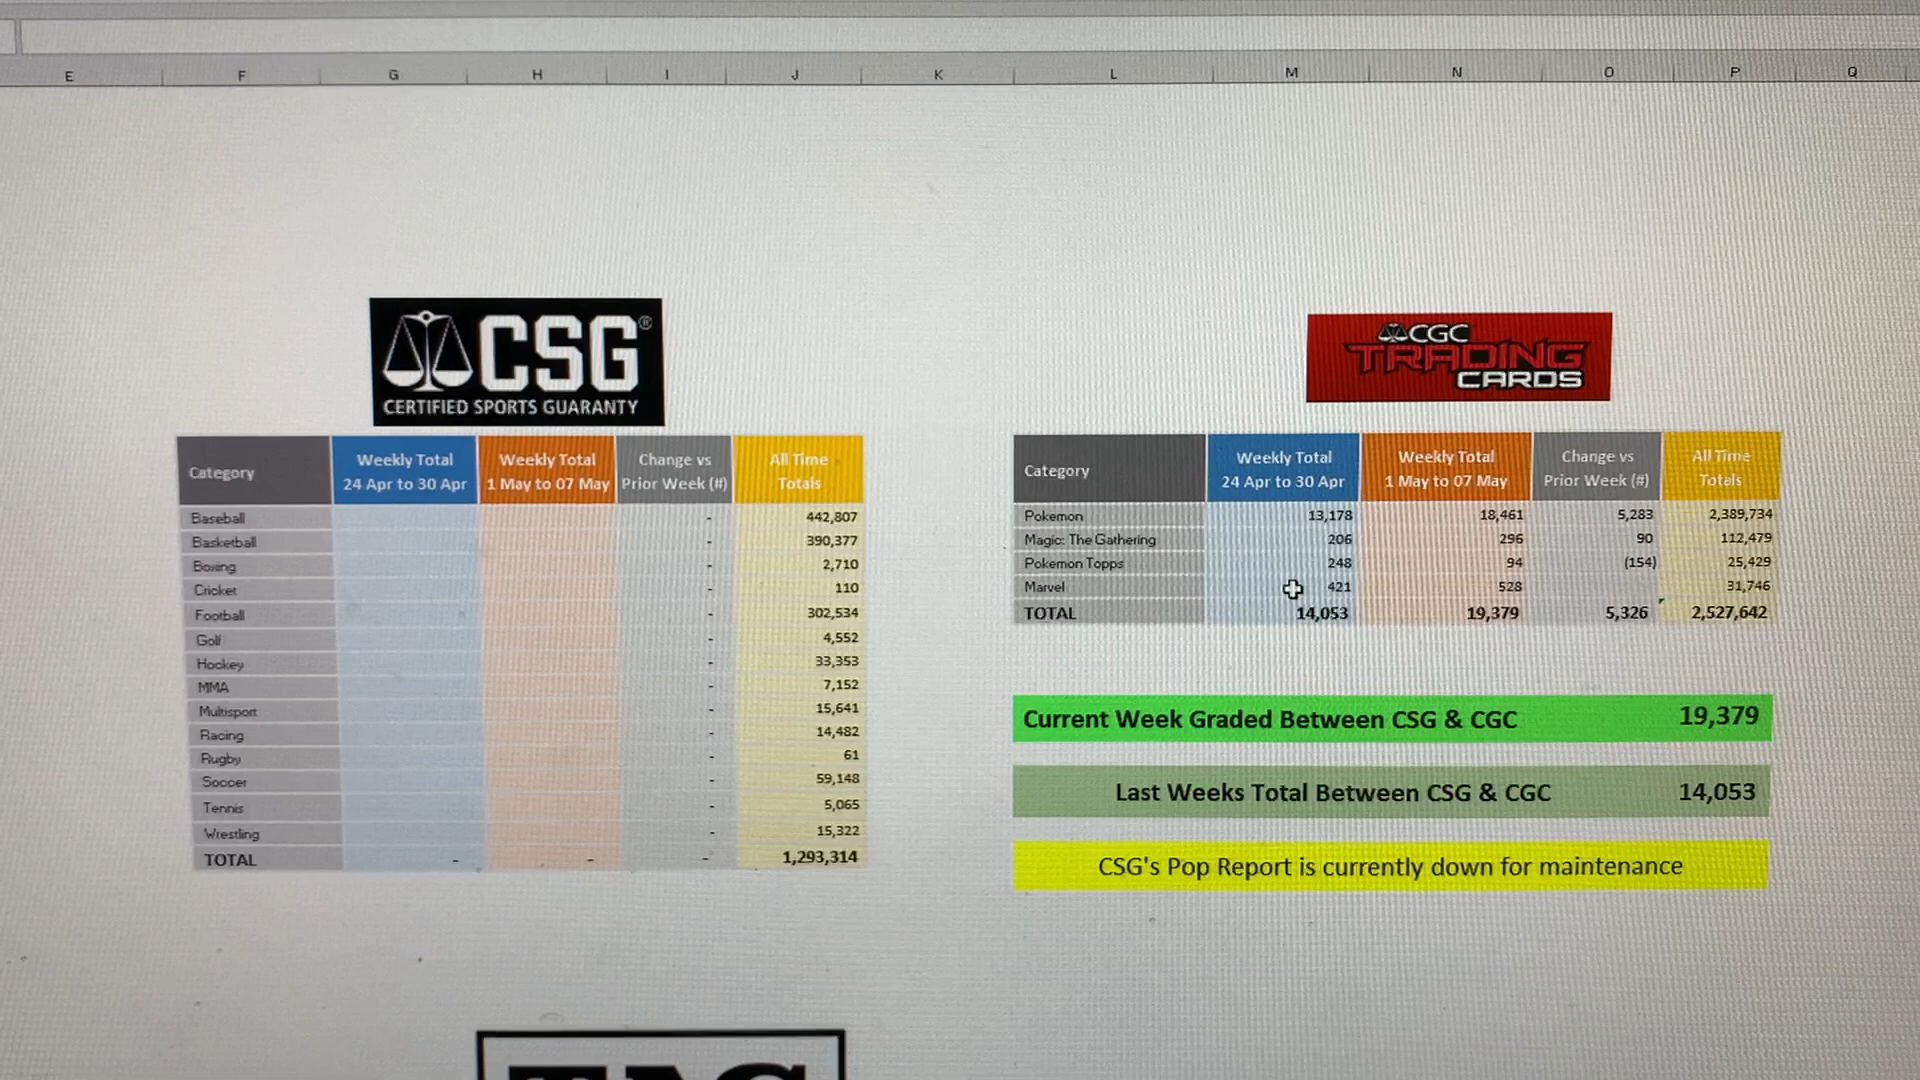 E F G H I J K L M N O P Q
CSG®
CERTIFIED SPORTS GUARANTY
Category Weekly Total 24 Apr to 30 Apr Weekly Total 1 May to 07 May Change vs Prior Week (#) All Time Totals
Baseball - 442,807
Basketball - 390,377
Boxing - 2,710
Cricket - 110
Football - 302,534
Golf - 4,552
Hockey - 33,353
MMA - 7,152
Multisport - 15,641
Racing - 14,482
Rugby - 61
Soccer - 59,148
Tennis - 5,065
Wrestling - 15,322
TOTAL - - - 1,293,314
CGC
TRADING
CARDS
Category Weekly Total 24 Apr to 30 Apr Weekly Total 1 May to 07 May Change vs Prior Week (#) All Time Totals
Pokemon 13,178 18,461 5,283 2,389,734
Magic: The Gathering 206 296 90 112,479
Pokemon Topps 248 94 (154) 25,429
Marvel 421 528 31,746
TOTAL 14,053 19,379 5,326 2,527,642
Current Week Graded Between CSG & CGC 19,379
Last Weeks Total Between CSG & CGC 14,053
CSG's Pop Report is currently down for maintenance